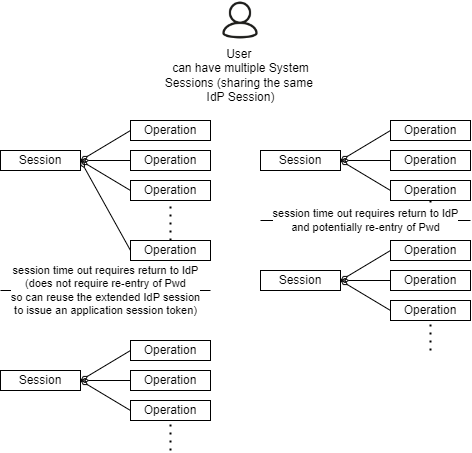 User
can have multiple System
Sessions (sharing the same
IdP Session)
Operation
Session
Operation
Operation
Operation
session time out requires return to IdP
(does not require re-entry of Pwd
so can reuse the extended IdP session
to issue an application session token)
Operation
Session
Operation
Operation
Operation
Session
Operation
Operation
session time out requires return to IdP
and potentially re-entry of Pwd
Operation
Session
Operation
Operation